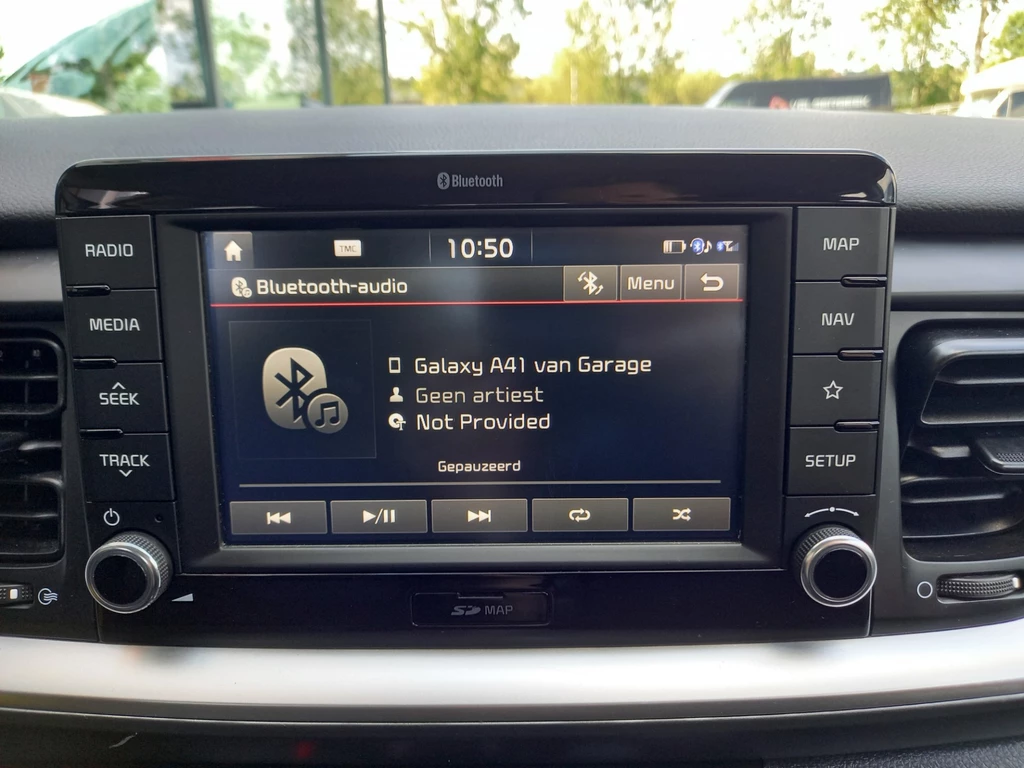 Bluetooth
RADIO
MEDIA
SEEK
TRACK
TMC
10:50
Bluetooth-audio
Menu
Galaxy A41 van Garage
Geen artiest
Not Provided
Gepauzeerd
MAP
NAV
SETUP
SD MAP